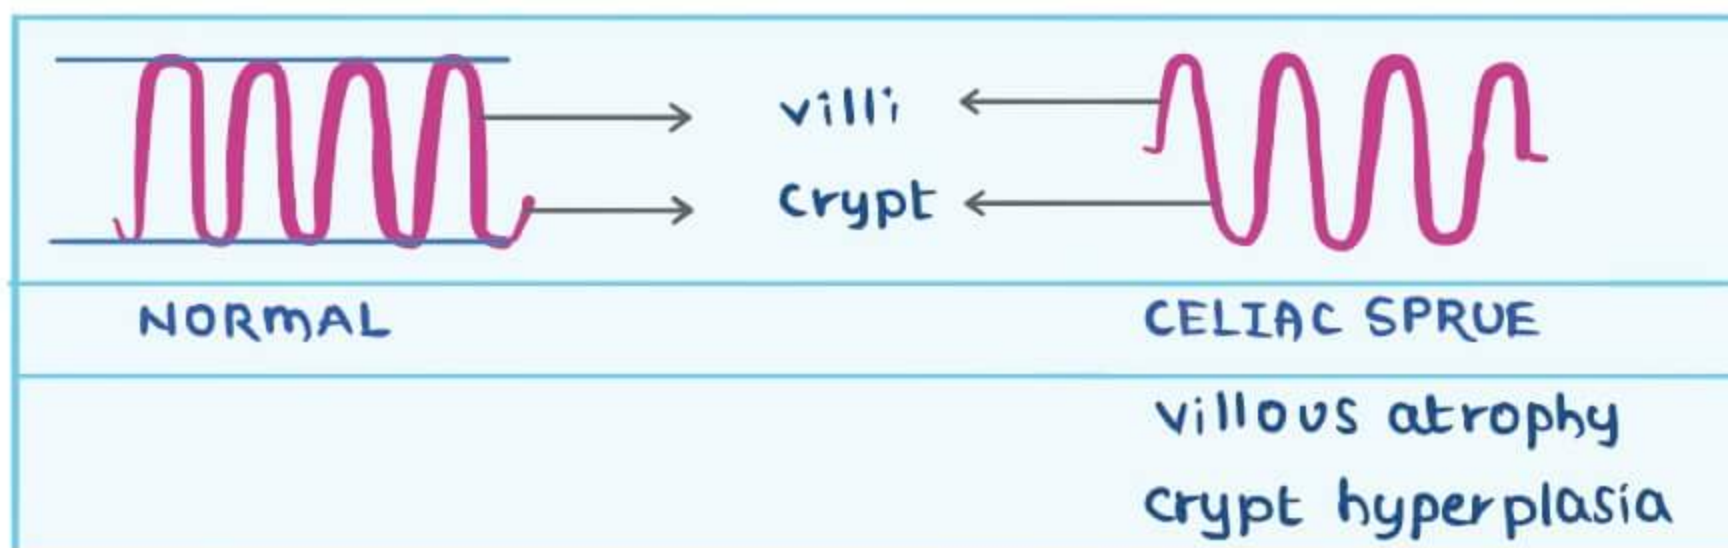 villi
crypt
NORMAL
CELIAC SPRUE
villous atrophy
crypt hyperplasia